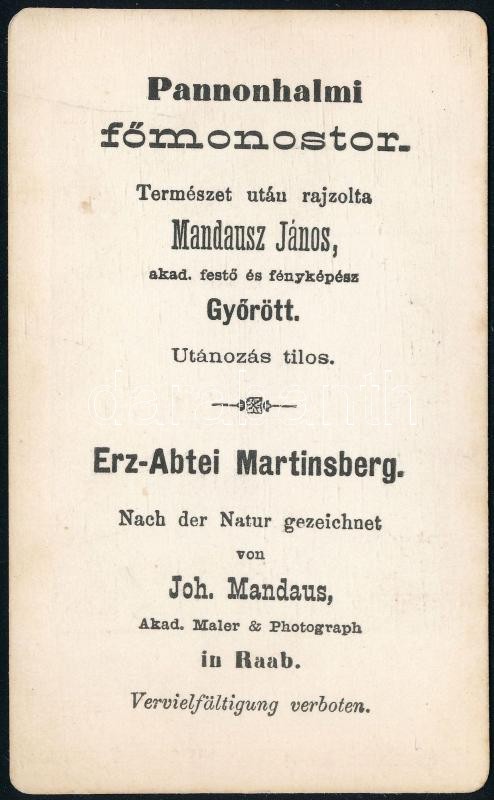 Pannonhalmi
főmonostor.
Természet után rajzolta
Mandausz János,
akad. festő és fényképész
Győrött.
Utánozás tilos.
darabanth
Erz-Abtei Martinsberg.
Nach der Natur gezeichnet
von
Joh. Mandaus,
Akad. Maler & Photograph
in Raab.
Vervielfältigung verboten.